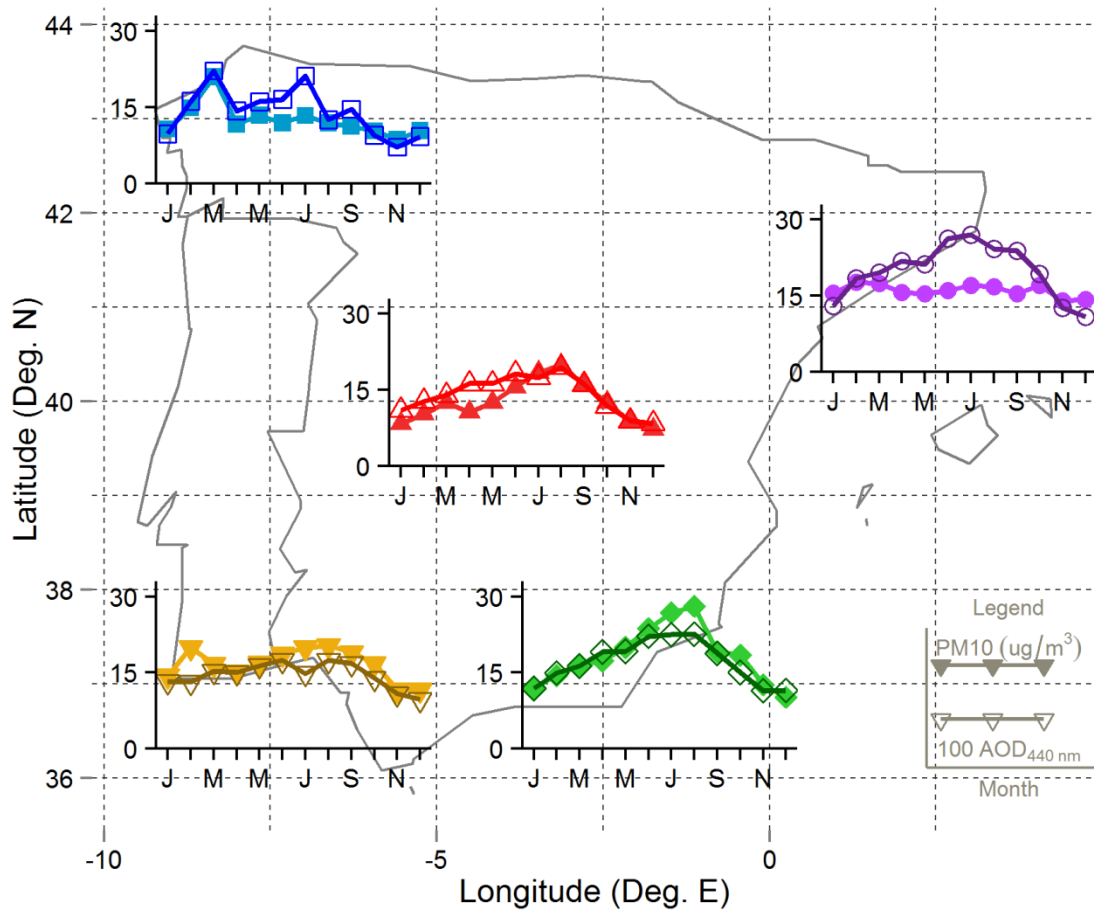 44
42
40
38
36
Latitude (Deg. N)
30
15
0
J M M J S N
30
15
0
J M M J S N
30
15
0
J M M J S N
30
15
0
J M M J S N
30
15
0
J M M J S N
Legend
PM10 (ug/m³)
100 AOD440 nm
Month
-10 -5 0
Longitude (Deg. E)